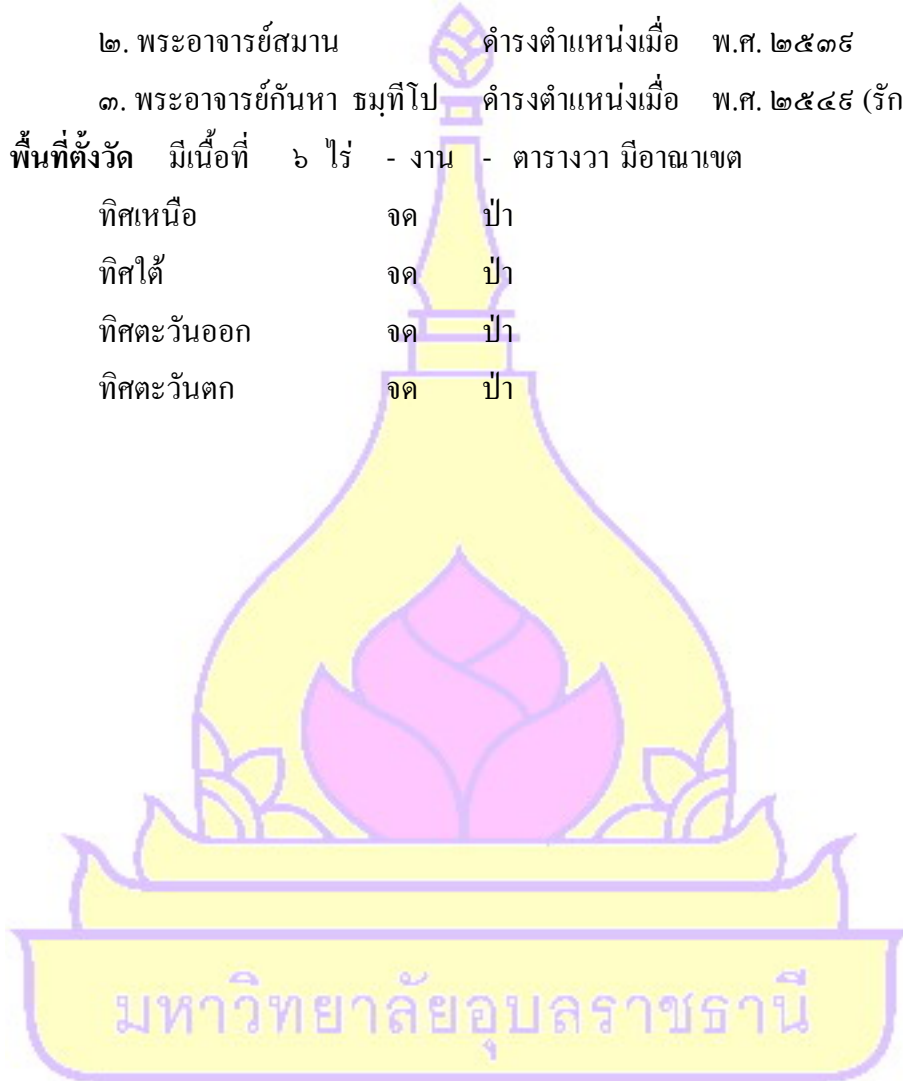 ๒. พระอาจารย์สมาน ดำรงตำแหน่งเมื่อ พ.ศ. ๒๕๓๙
๓. พระอาจารย์กันหา ธมฺทีโป ดำรงตำแหน่งเมื่อ พ.ศ. ๒๕๔๙ (รัก
พื้นที่ตั้งวัด มีเนื้อที่ ๖ ไร่ - งาน - ตารางวา มีอาณาเขต
ทิศเหนือ จด ป่า
ทิศใต้ จด ป่า
ทิศตะวันออก จด ป่า
ทิศตะวันตก จด ป่า
มหาวิทยาลัยอุบลราชธานี